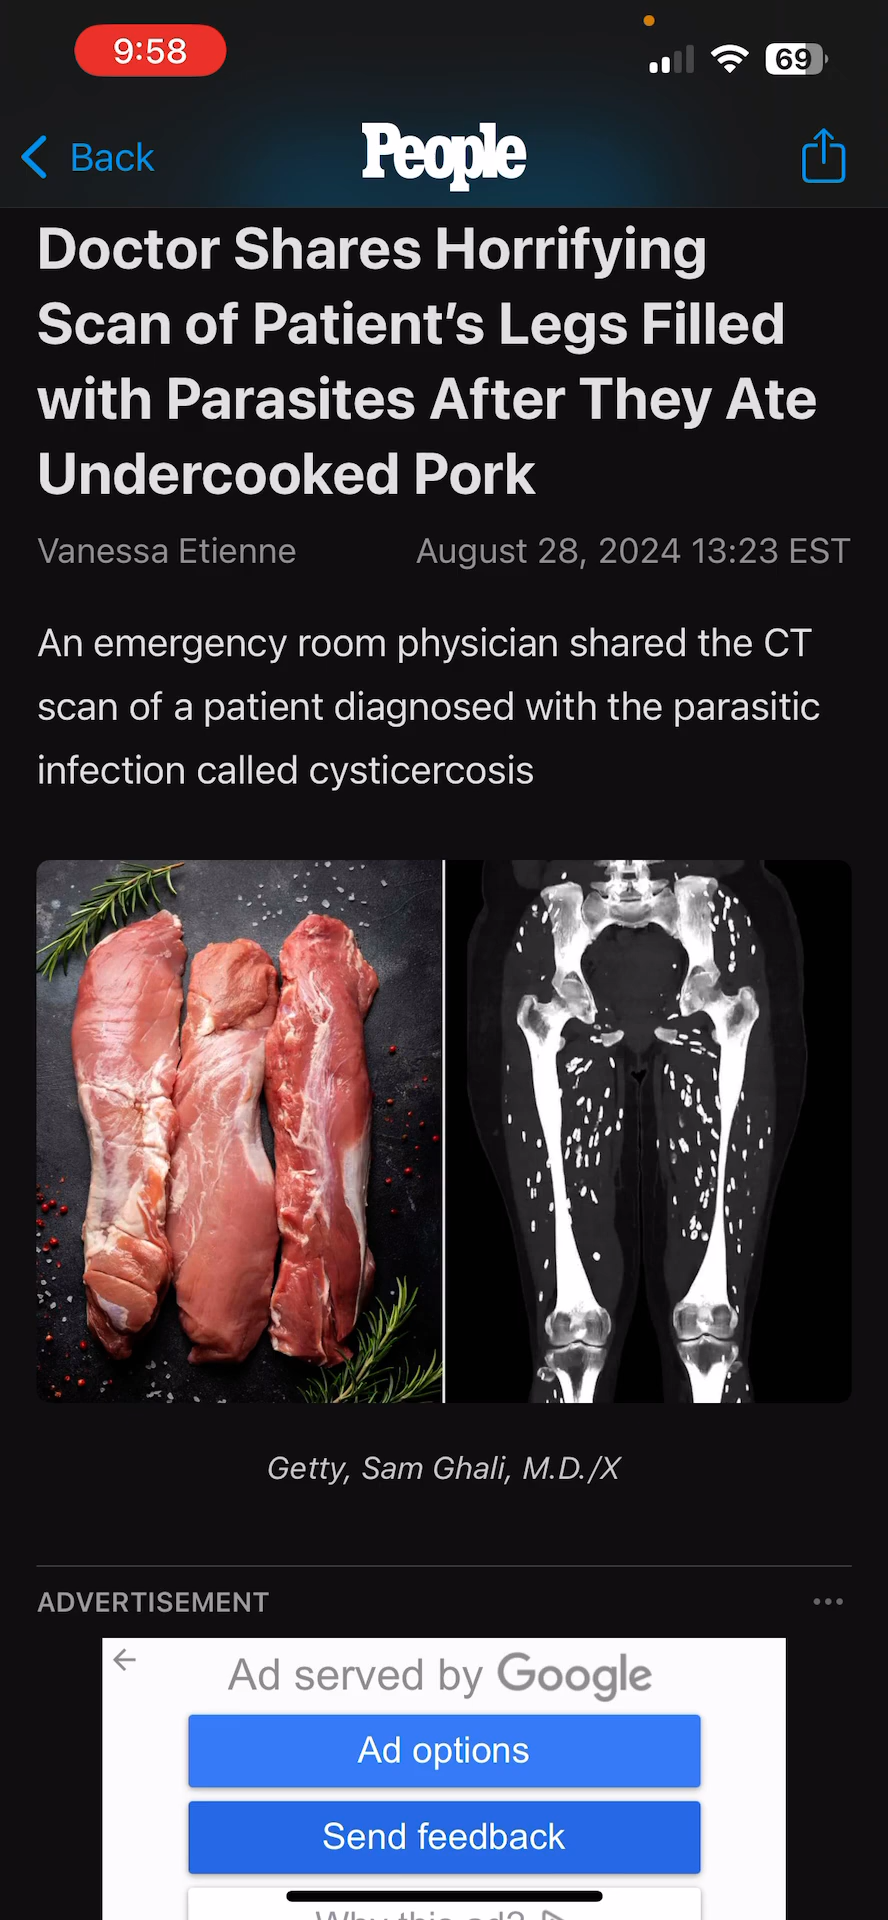 9:58
69
Back
People
Doctor Shares Horrifying
Scan of Patient's Legs Filled
with Parasites After They Ate
Undercooked Pork
Vanessa Etienne
August 28, 2024 13:23 EST
An emergency room physician shared the CT
scan of a patient diagnosed with the parasitic
infection called cysticercosis
Getty, Sam Ghali, M.D./X
ADVERTISEMENT
Ad served by Google
Ad options
Send feedback
Why this ad?